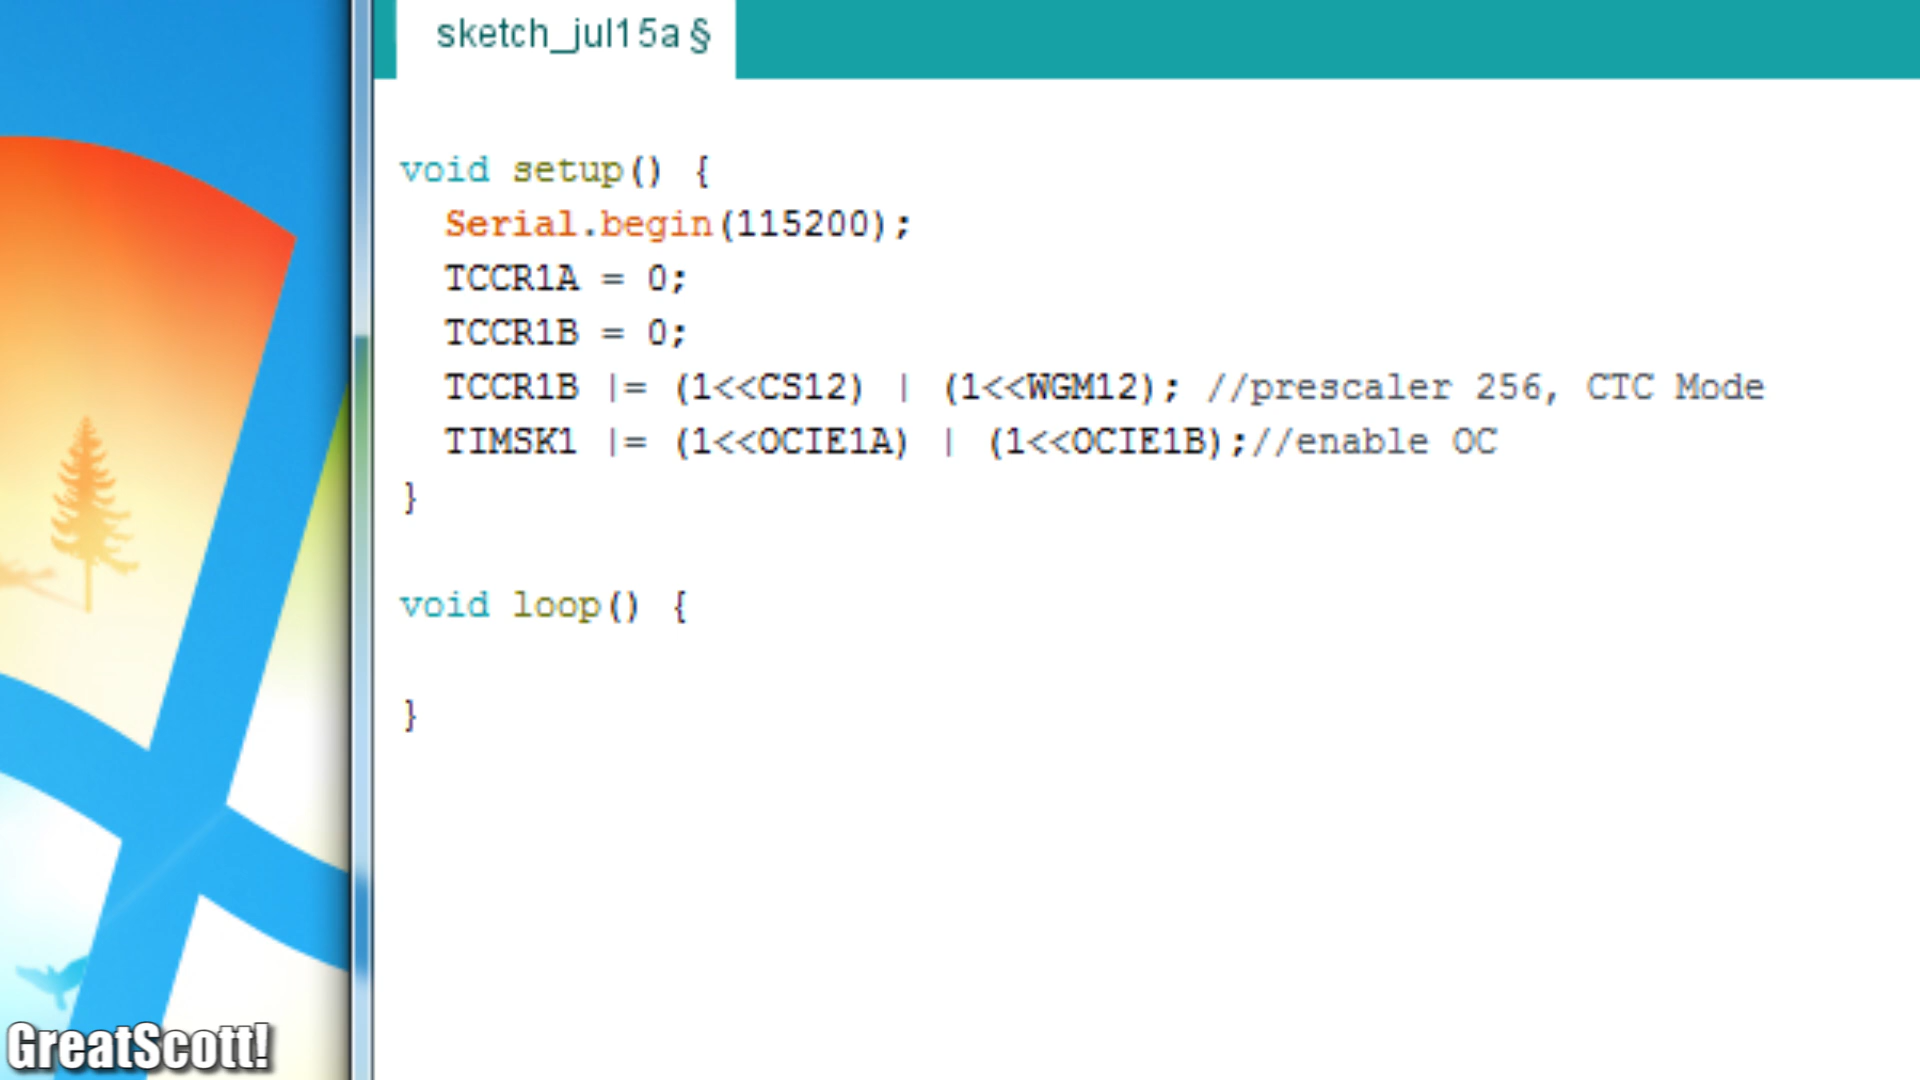 sketch_jul15a §
void setup() {
Serial.begin(115200);
TCCR1A = 0;
TCCR1B = 0;
TCCR1B |= (1<<CS12) | (1<<WGM12); //prescaler 256, CTC Mode
TIMSK1 |= (1<<OCIE1A) | (1<<OCIE1B);//enable OC
}
void loop() {
}
GreatScott!